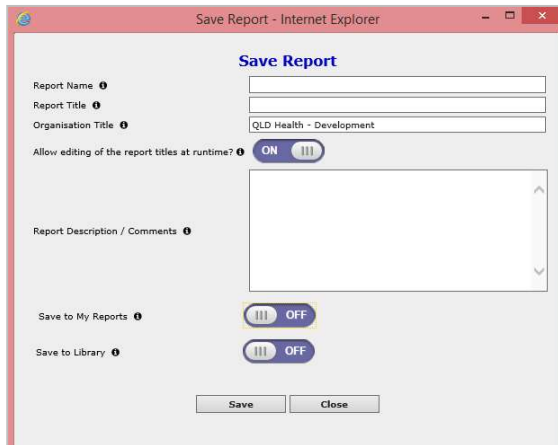 Save Report - Internet Explorer
Save Report
Report Name
Report Title
Organisation Title QLD Health - Development
Allow editing of the report titles at runtime? ON
Report Description / Comments
Save to My Reports OFF
Save to Library OFF
Save Close